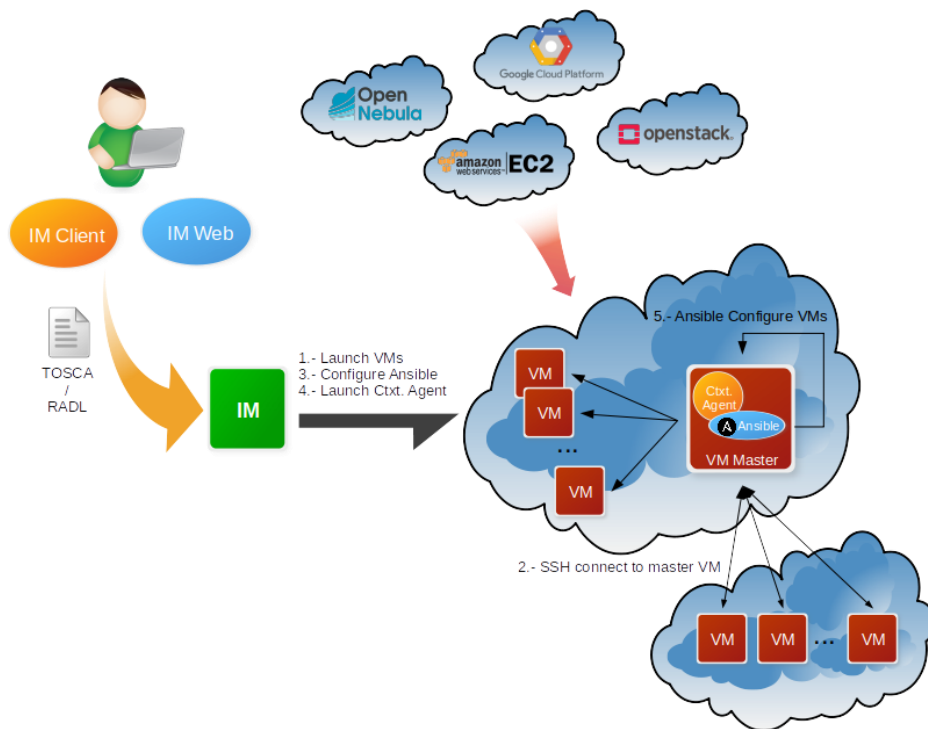 Google Cloud Platform
Open
Nebula
openstack®
amazon
web services™
EC2
IM Client
IM Web
TOSCA
/
RADL
IM
1.- Launch VMs
3.- Configure Ansible
4.- Launch Ctxt. Agent
5.- Ansible Configure VMs
VM
VM
...
VM
Ctxt.
Agent
A Ansible
VM Master
2.- SSH connect to master VM
VM
VM
...
VM